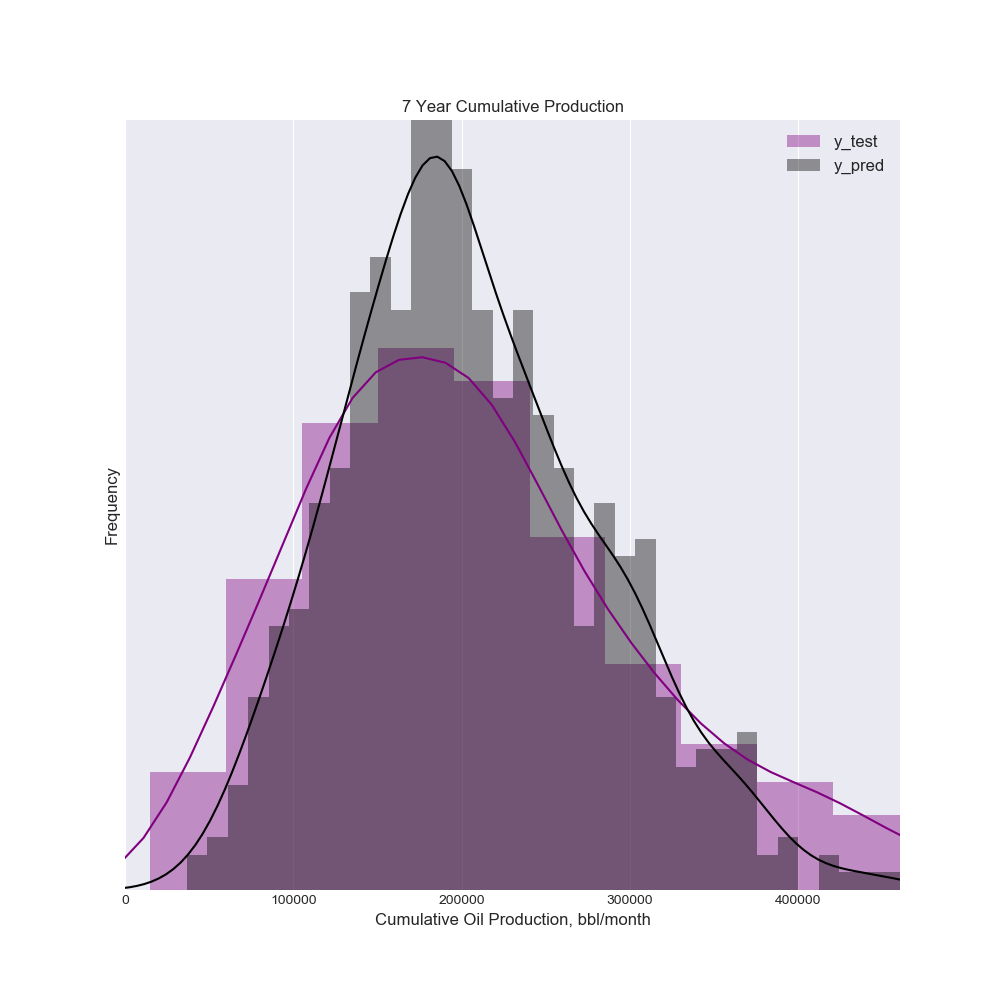 7 Year Cumulative Production
y_test
y_pred
Frequency
0 100000 200000 300000 400000
Cumulative Oil Production, bbl/month